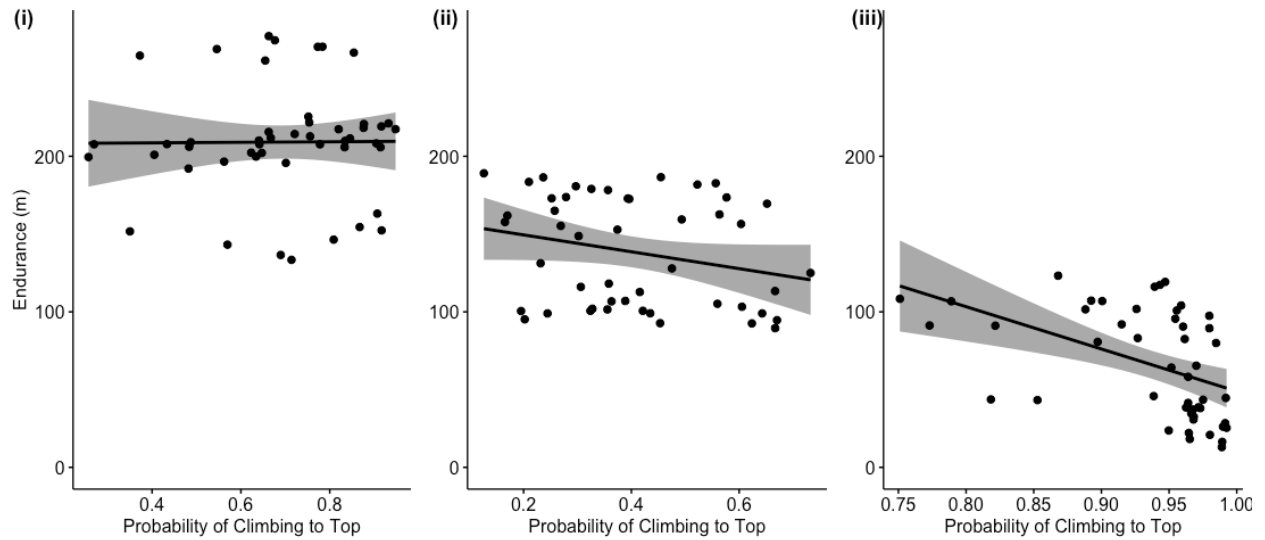 (i) (ii) (iii)
Endurance (m)
200 200 200
100 100 100
0 0 0
0.4 0.6 0.8 0.2 0.4 0.6 0.75 0.80 0.85 0.90 0.95 1.00
Probability of Climbing to Top Probability of Climbing to Top Probability of Climbing to Top